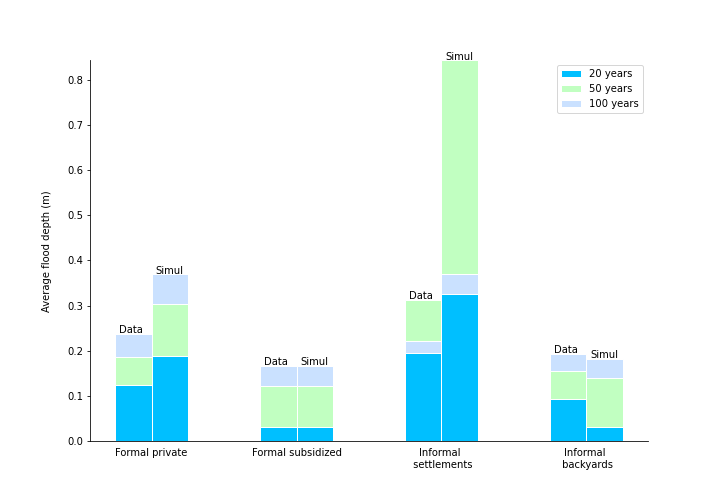 Simul
20 years
50 years
100 years
0.8
0.7
0.6
0.5
0.4
0.3
0.2
0.1
0.0
Average flood depth (m)
Data
Simul
Data
Simul
Data
Data
Simul
Formal private
Formal subsidized
Informal
settlements
Informal
backyards